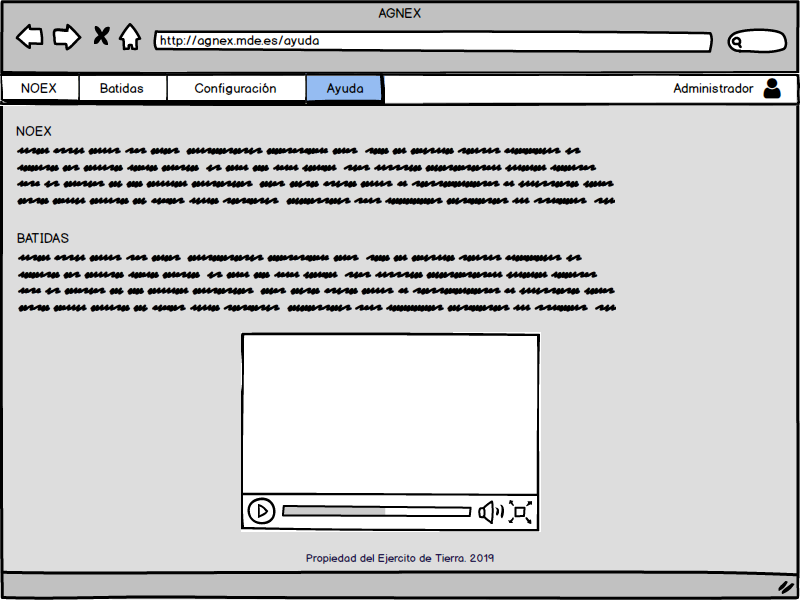 AGNEX
http://agnex.mde.es/ayuda
NOEX
Batidas
Configuración
Ayuda
Administrador
NOEX
BATIDAS
Propiedad del Ejercito de Tierra. 2019